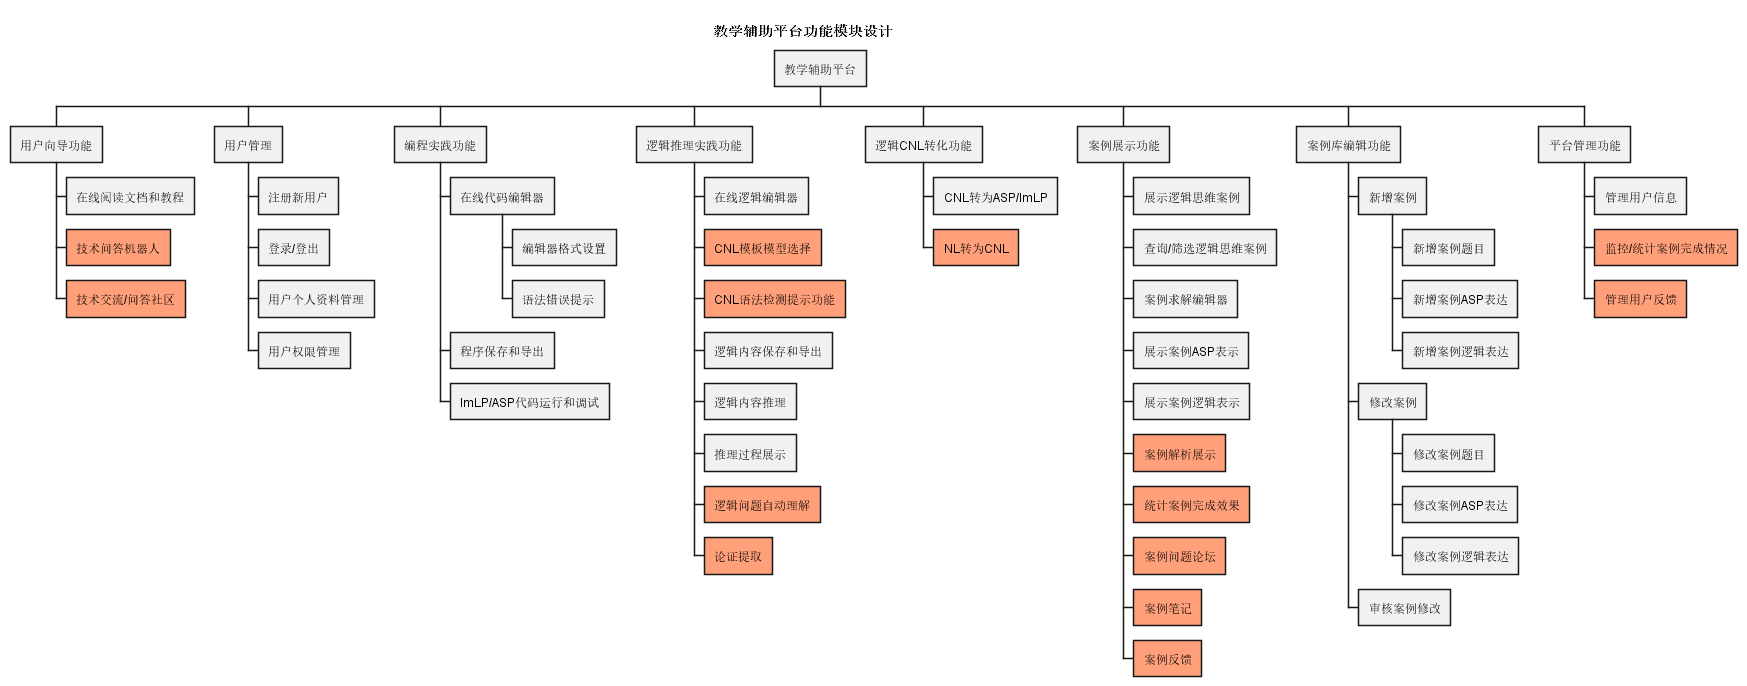 教学辅助平台功能模块设计
教学辅助平台
用户向导功能
在线阅读文档和教程
技术问答机器人
技术交流/问答社区
用户管理
注册新用户
登录/登出
用户个人资料管理
用户权限管理
编程实践功能
在线代码编辑器
编辑器格式设置
语法错误提示
程序保存和导出
ImLP/ASP代码运行和调试
逻辑推理实践功能
在线逻辑编辑器
CNL模板模型选择
CNL语法检测提示功能
逻辑内容保存和导出
逻辑内容推理
推理过程展示
逻辑问题自动理解
论证提取
逻辑CNL转化功能
CNL转为ASP/ImLP
NL转为CNL
案例展示功能
展示逻辑思维案例
查询/筛选逻辑思维案例
案例求解编辑器
展示案例ASP表示
展示案例逻辑表示
案例解析展示
统计案例完成效果
案例问题论坛
案例笔记
案例反馈
案例库编辑功能
新增案例
新增案例题目
新增案例ASP表达
新增案例逻辑表达
修改案例
修改案例题目
修改案例ASP表达
修改案例逻辑表达
审核案例修改
平台管理功能
管理用户信息
监控/统计案例完成情况
管理用户反馈